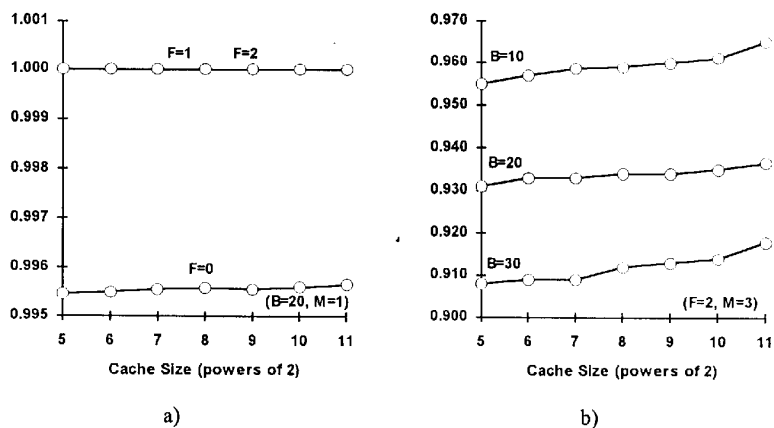 1.001
1.000
0.999
0.998
0.997
0.996
0.995
F=1 F=2
F=0
(B=20, M=1)
5 6 7 8 9 10 11
Cache Size (powers of 2)
a)
0.970
0.960
0.950
0.940
0.930
0.920
0.910
0.900
B=10
B=20
B=30
(F=2, M=3)
5 6 7 8 9 10 11
Cache Size (powers of 2)
b)